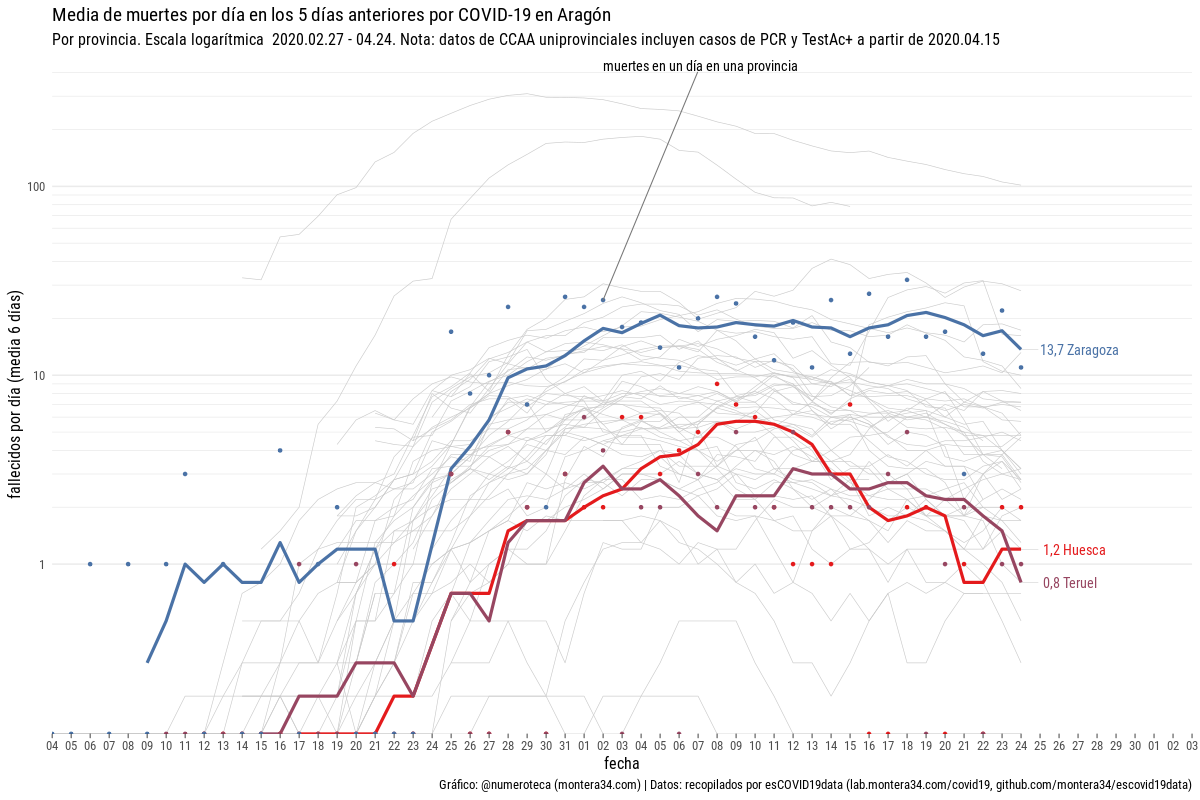 Media de muertes por día en los 5 días anteriores por COVID-19 en Aragón
Por provincia. Escala logarítmica  2020.02.27 - 04.24. Nota: datos de CCAA uniprovinciales incluyen casos de PCR y TestAc+ a partir de 2020.04.15
muertes en un día en una provincia
fallecidos por día (media 6 días)
100
10
1
13,7 Zaragoza
1,2 Huesca
0,8 Teruel
04 05 06 07 08 09 10 11 12 13 14 15 16 17 18 19 20 21 22 23 24 25 26 27 28 29 30 31 01 02 03 04 05 06 07 08 09 10 11 12 13 14 15 16 17 18 19 20 21 22 23 24 25 26 27 28 29 30 01 02 03
fecha
Gráfico: @numeroteca (montera34.com) | Datos: recopilados por esCOVID19data (lab.montera34.com/covid19, github.com/montera34/escovid19data)